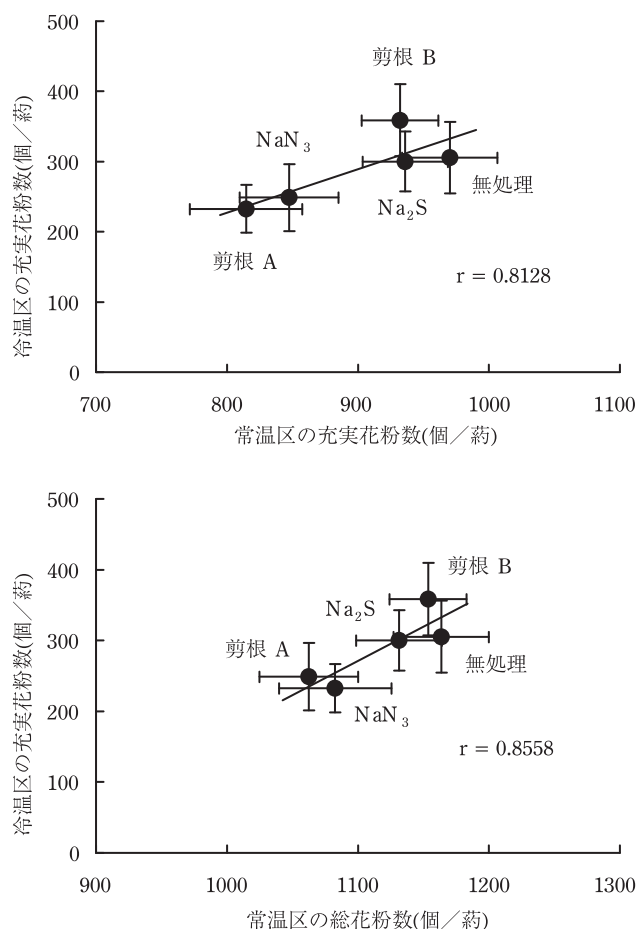 500
400
300
200
100
0
冷温区の充実花粉数(個／葯)
剪根 B
NaN₃
Na₂S
無処理
剪根 A
r = 0.8128
700 800 900 1000 1100
常温区の充実花粉数(個／葯)
500
400
300
200
100
0
冷温区の充実花粉数(個／葯)
剪根 B
Na₂S
剪根 A
無処理
NaN₃
r = 0.8558
900 1000 1100 1200 1300
常温区の総花粉数(個／葯)